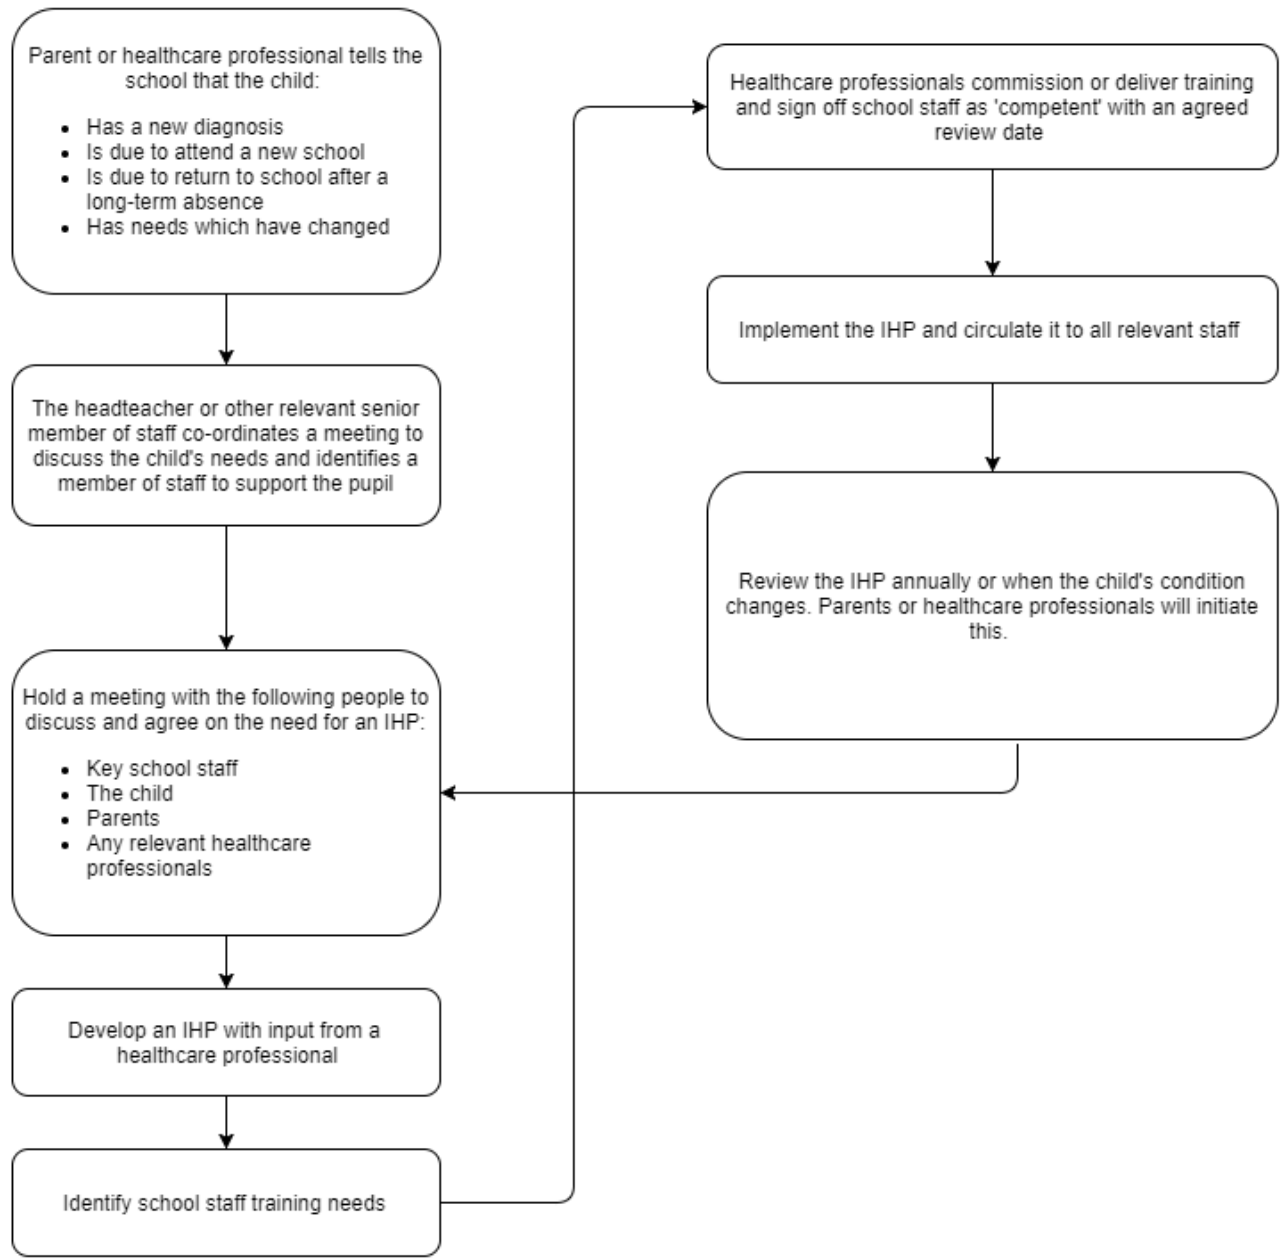 Parent or healthcare professional tells the
school that the child:
• Has a new diagnosis
• Is due to attend a new school
• Is due to return to school after a
long-term absence
• Has needs which have changed
The headteacher or other relevant senior
member of staff co-ordinates a meeting to
discuss the child's needs and identifies a
member of staff to support the pupil
Hold a meeting with the following people to
discuss and agree on the need for an IHP:
• Key school staff
• The child
• Parents
• Any relevant healthcare
professionals
Develop an IHP with input from a
healthcare professional
Identify school staff training needs
Healthcare professionals commission or deliver training
and sign off school staff as 'competent' with an agreed
review date
Implement the IHP and circulate it to all relevant staff
Review the IHP annually or when the child's condition
changes. Parents or healthcare professionals will initiate
this.